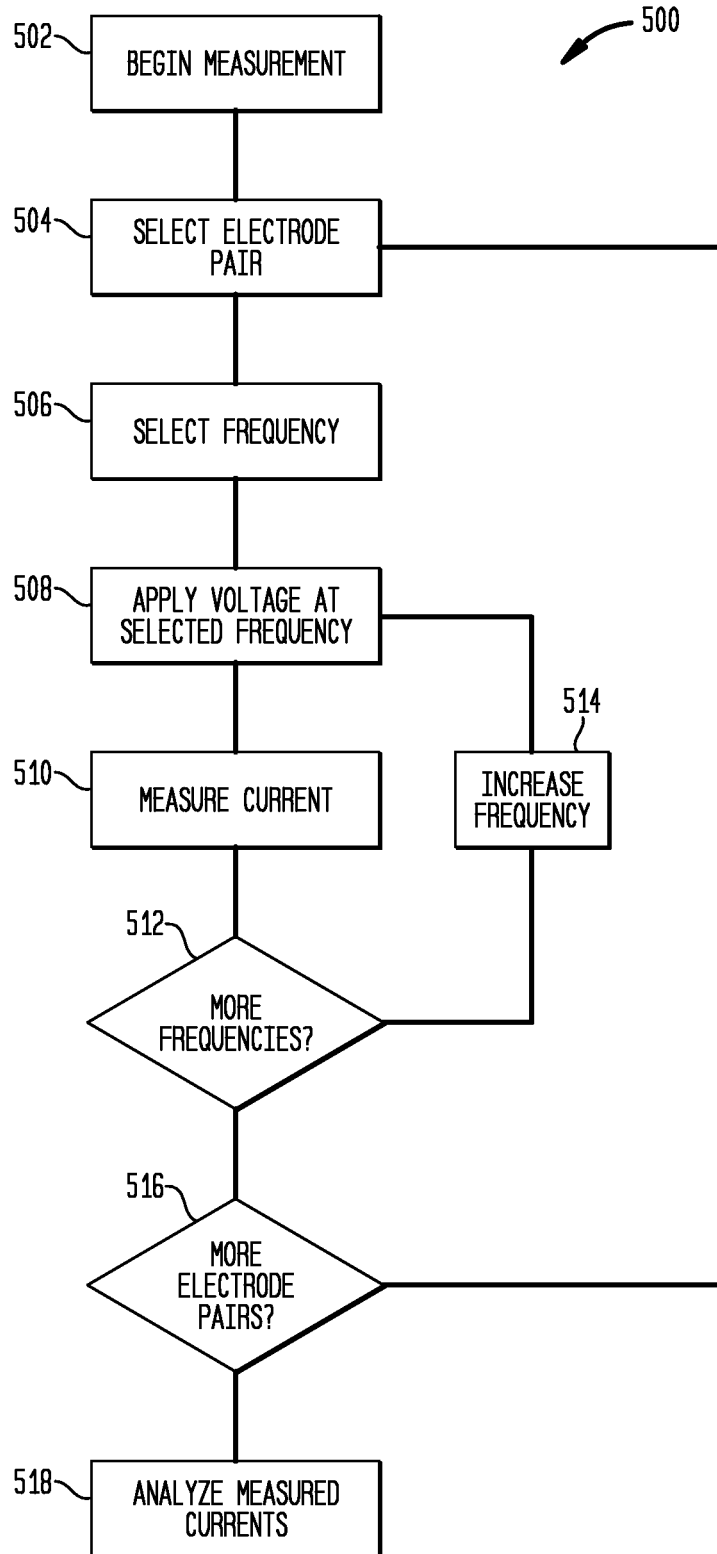 500
502
BEGIN MEASUREMENT
504
SELECT ELECTRODE
PAIR
506
SELECT FREQUENCY
508
APPLY VOLTAGE AT
SELECTED FREQUENCY
514
INCREASE
FREQUENCY
510
MEASURE CURRENT
512
MORE
FREQUENCIES?
516
MORE
ELECTRODE
PAIRS?
518
ANALYZE MEASURED
CURRENTS